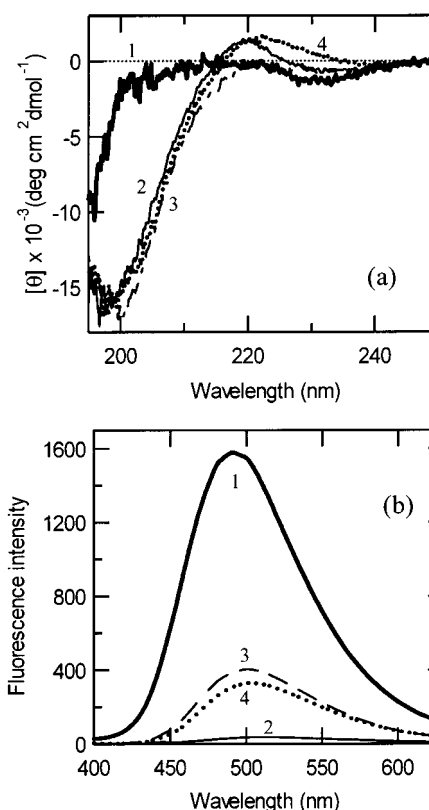 1
4
0
-5
-10
-15
2
3
(a)
[θ] x 10⁻³ (deg cm² dmol⁻¹)
200 220 240
Wavelength (nm)
1600
1200
800
400
0
1
(b)
3
4
2
Fluorescence intensity
400 450 500 550 600
Wavelength (nm)